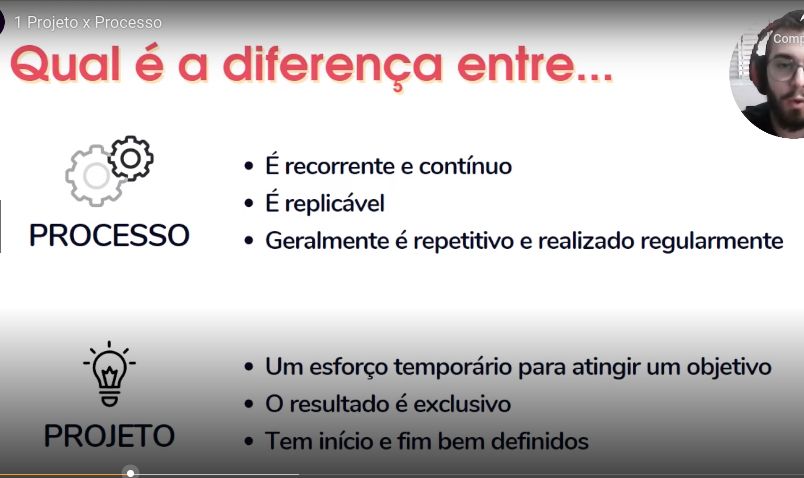 1 Projeto x Processo
Qual é a diferença entre...
PROCESSO
• É recorrente e contínuo
• É replicável
• Geralmente é repetitivo e realizado regularmente
PROJETO
• Um esforço temporário para atingir um objetivo
• O resultado é exclusivo
• Tem início e fim bem definidos